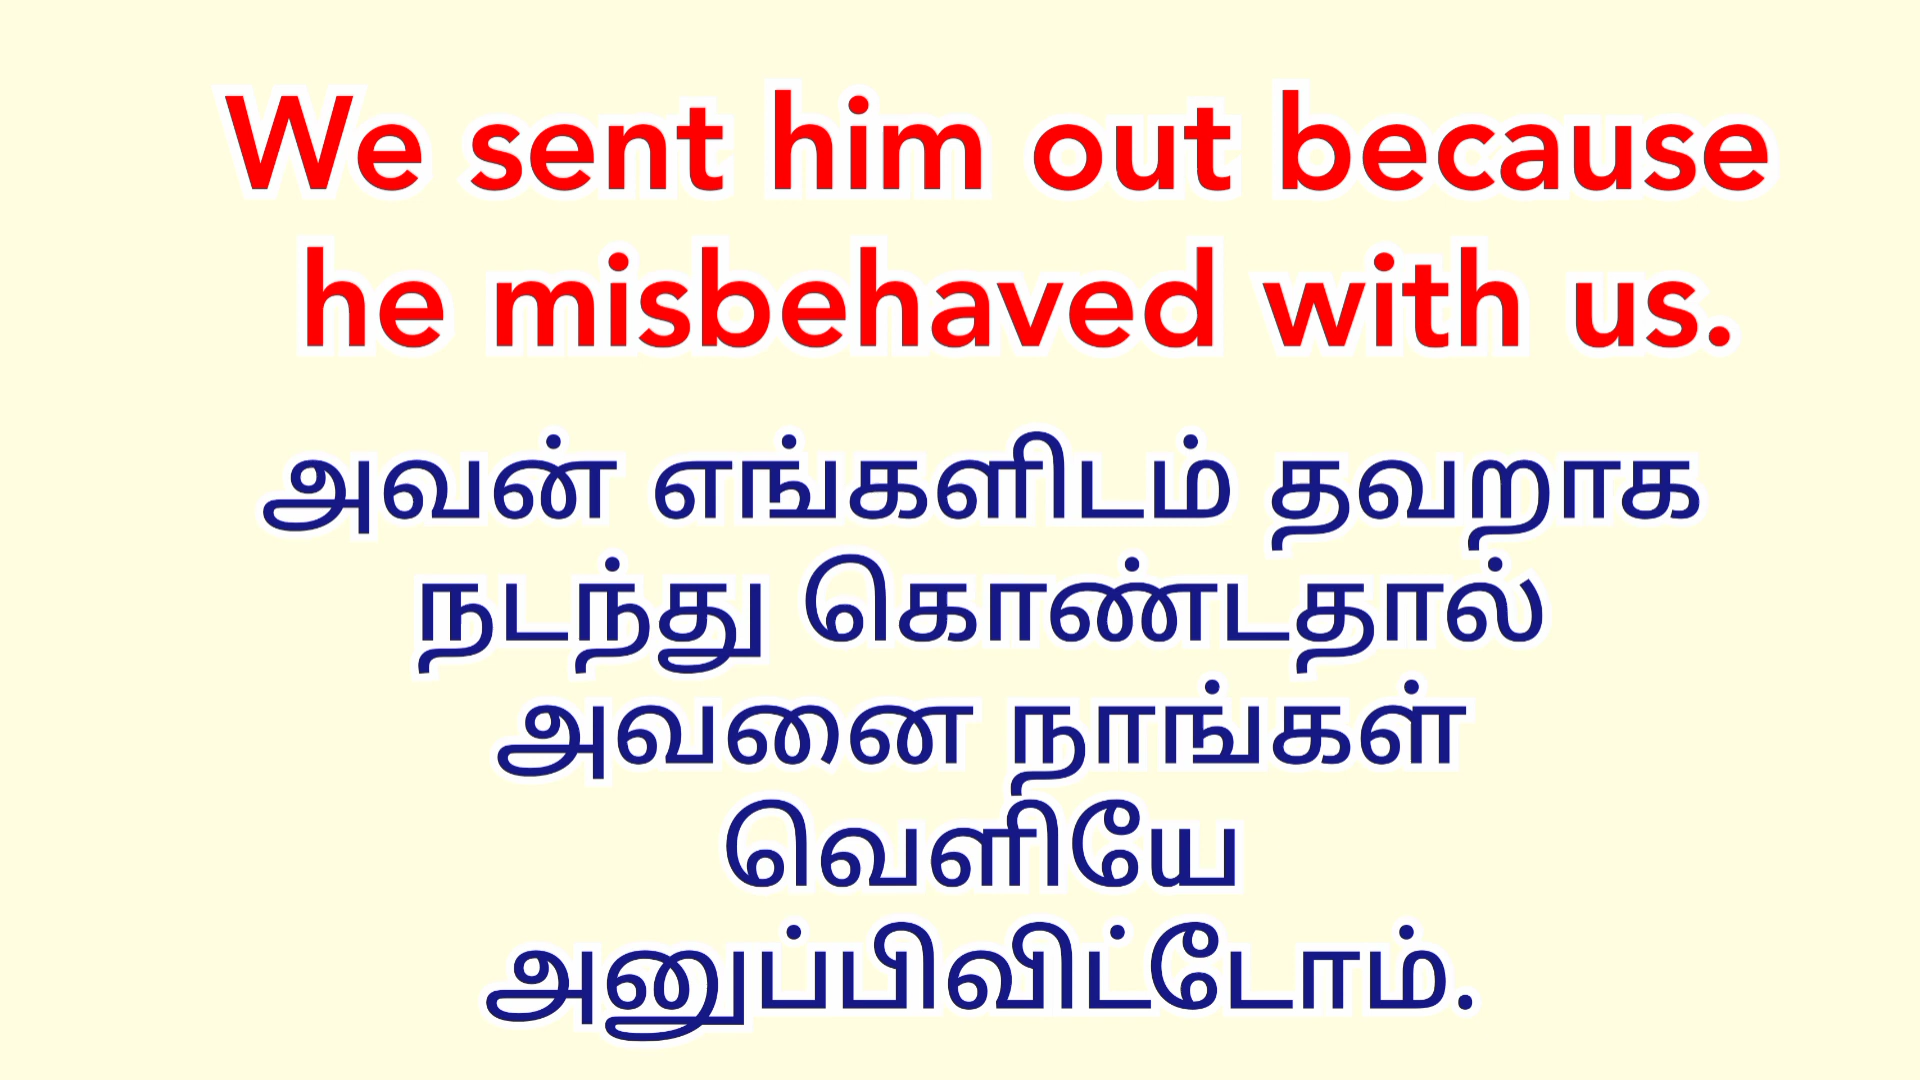 We sent him out because
he misbehaved with us.
அவன் எங்களிடம் தவறாக
நடந்து கொண்டதால்
அவனை நாங்கள்
வெளியே
அனுப்பிவிட்டோம்.